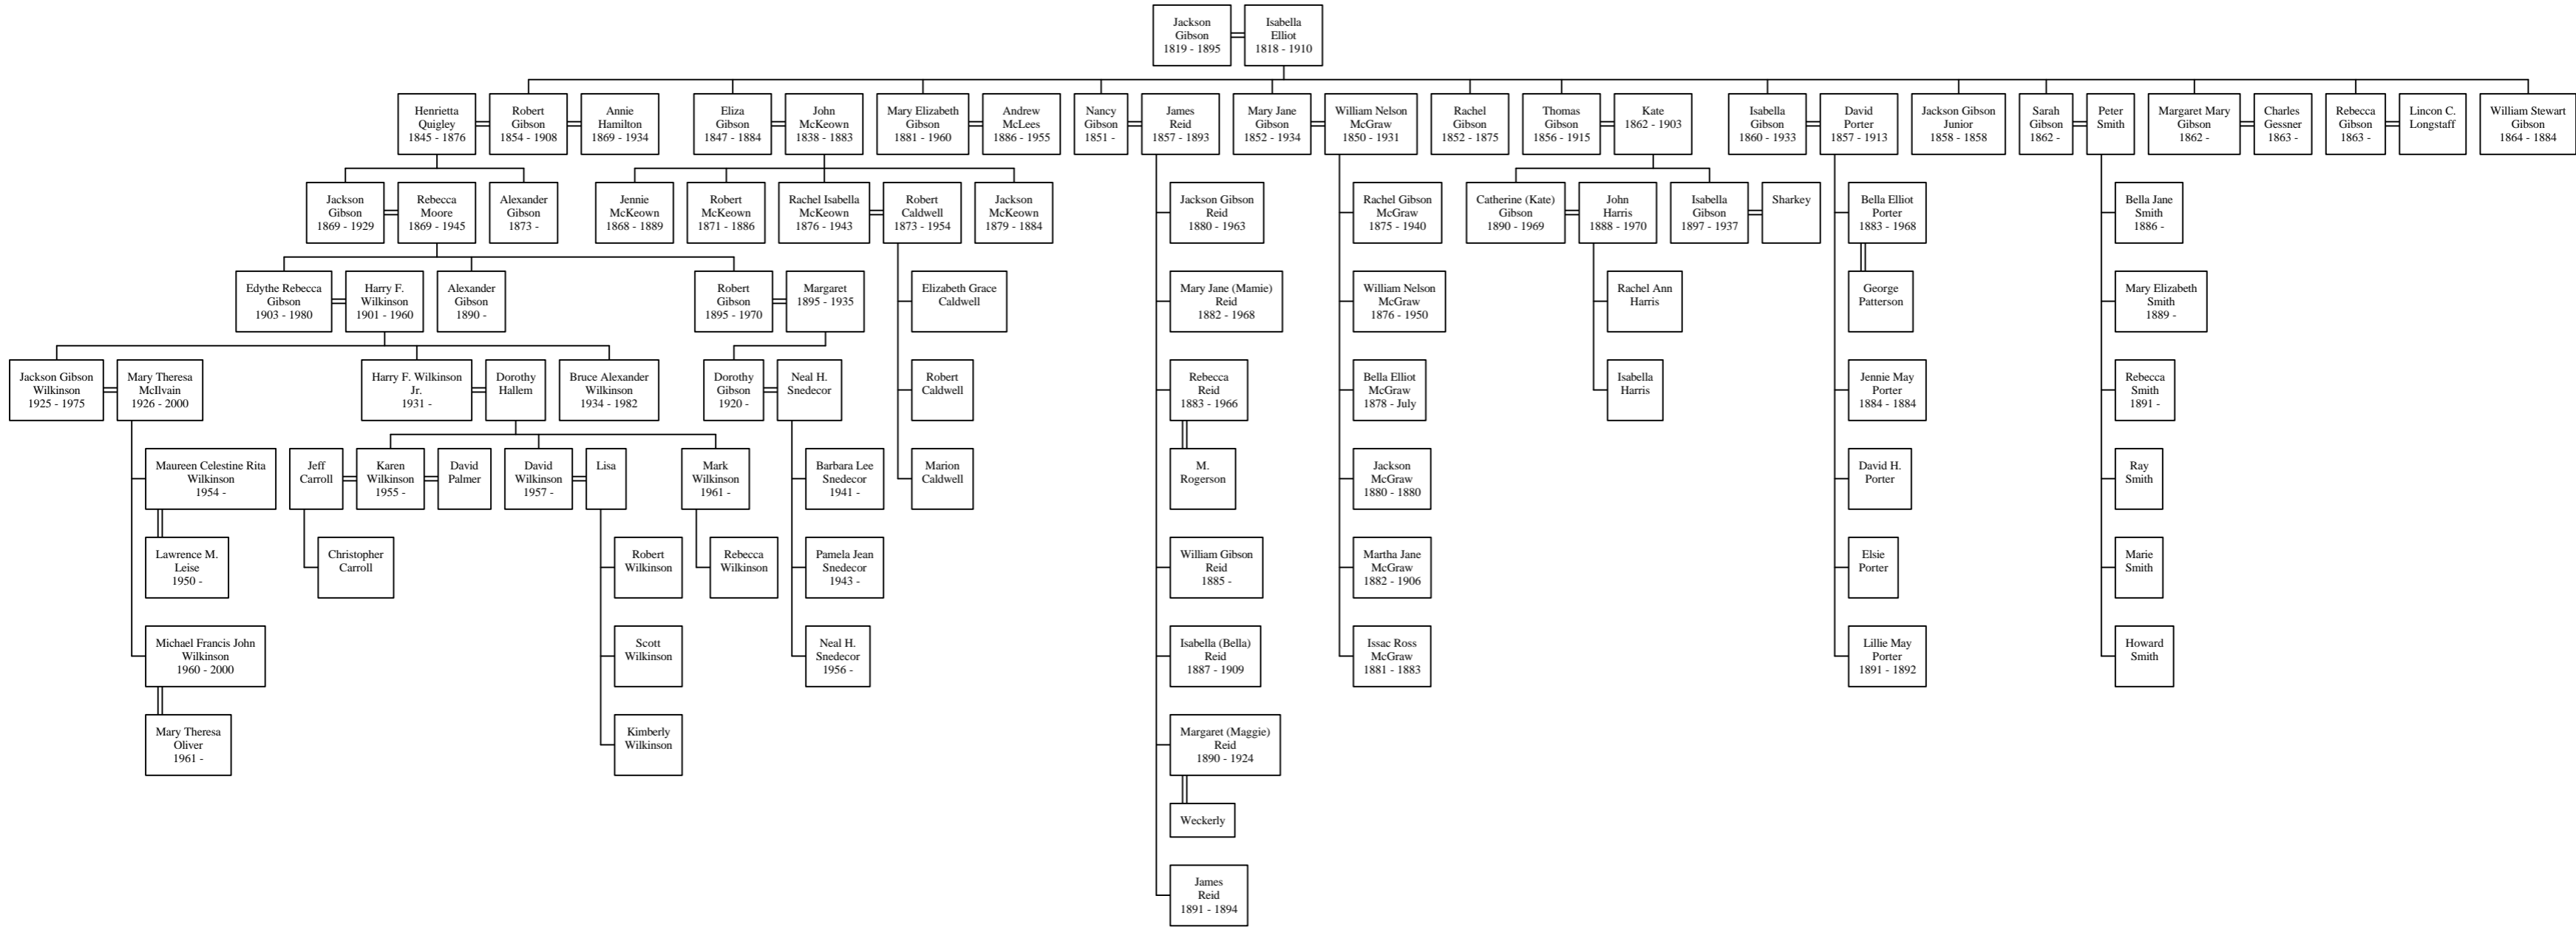 Jackson
Gibson
1819 - 1895
Isabella
Elliot
1818 - 1910
Henrietta
Quigley
1845 - 1876
Robert
Gibson
1854 - 1908
Annie
Hamilton
1869 - 1934
Eliza
Gibson
1847 - 1884
John
McKeown
1838 - 1883
Mary Elizabeth
Gibson
1881 - 1960
Andrew
McLees
1886 - 1955
Nancy
Gibson
1851 -
James
Reid
1857 - 1893
Mary Jane
Gibson
1852 - 1934
William Nelson
McGraw
1850 - 1931
Rachel
Gibson
1852 - 1875
Thomas
Gibson
1856 - 1915
Kate
1862 - 1903
Isabella
Gibson
1860 - 1933
David
Porter
1857 - 1913
Jackson Gibson
Junior
1858 - 1858
Sarah
Gibson
1862 -
Peter
Smith
Margaret Mary
Gibson
1862 -
Charles
Gessner
1863 -
Rebecca
Gibson
1863 -
Lincon C.
Longstaff
William Stewart
Gibson
1864 - 1884
Jackson
Gibson
1869 - 1929
Rebecca
Moore
1869 - 1945
Alexander
Gibson
1873 -
Jennie
McKeown
1868 - 1889
Robert
McKeown
1871 - 1886
Rachel Isabella
McKeown
1876 - 1943
Robert
Caldwell
1873 - 1954
Jackson
McKeown
1879 - 1884
Jackson Gibson
Reid
1880 - 1963
Rachel Gibson
McGraw
1875 - 1940
Catherine (Kate)
Gibson
1890 - 1969
John
Harris
1888 - 1970
Isabella
Gibson
1897 - 1937
Sharkey
Bella Elliot
Porter
1883 - 1968
Bella Jane
Smith
1886 -
Edythe Rebecca
Gibson
1903 - 1980
Harry F.
Wilkinson
1901 - 1960
Alexander
Gibson
1890 -
Robert
Gibson
1895 - 1970
Margaret
1895 - 1935
Elizabeth Grace
Caldwell
Mary Jane (Mamie)
Reid
1882 - 1968
William Nelson
McGraw
1876 - 1950
Rachel Ann
Harris
George
Patterson
Mary Elizabeth
Smith
1889 -
Jackson Gibson
Wilkinson
1925 - 1975
Mary Theresa
McIlvain
1926 - 2000
Harry F. Wilkinson
Jr.
1931 -
Dorothy
Hallem
Bruce Alexander
Wilkinson
1934 - 1982
Dorothy
Gibson
1920 -
Neal H.
Snedecor
Robert
Caldwell
Rebecca
Reid
1883 - 1966
Bella Elliot
McGraw
1878 - July
Isabella
Harris
Jennie May
Porter
1884 - 1884
Rebecca
Smith
1891 -
Maureen Celestine Rita
Wilkinson
1954 -
Jeff
Carroll
Karen
Wilkinson
1955 -
David
Palmer
David
Wilkinson
1957 -
Lisa
Mark
Wilkinson
1961 -
Barbara Lee
Snedecor
1941 -
Marion
Caldwell
M.
Rogerson
Jackson
McGraw
1880 - 1880
David H.
Porter
Ray
Smith
Lawrence M.
Leise
1950 -
Christopher
Carroll
Robert
Wilkinson
Rebecca
Wilkinson
Pamela Jean
Snedecor
1943 -
William Gibson
Reid
1885 -
Martha Jane
McGraw
1882 - 1906
Elsie
Porter
Marie
Smith
Michael Francis John
Wilkinson
1960 - 2000
Scott
Wilkinson
Neal H.
Snedecor
1956 -
Isabella (Bella)
Reid
1887 - 1909
Issac Ross
McGraw
1881 - 1883
Lillie May
Porter
1891 - 1892
Howard
Smith
Mary Theresa
Oliver
1961 -
Kimberly
Wilkinson
Margaret (Maggie)
Reid
1890 - 1924
Weckerly
James
Reid
1891 - 1894